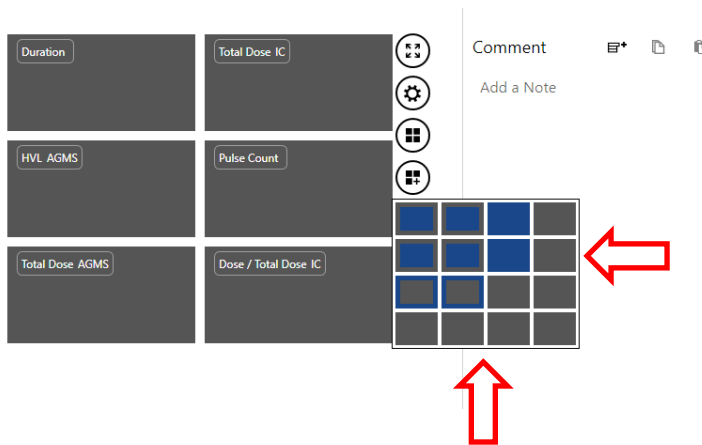 Duration
Total Dose IC
Comment
Add a Note
HVL AGMS
Pulse Count
Total Dose AGMS
Dose / Total Dose IC